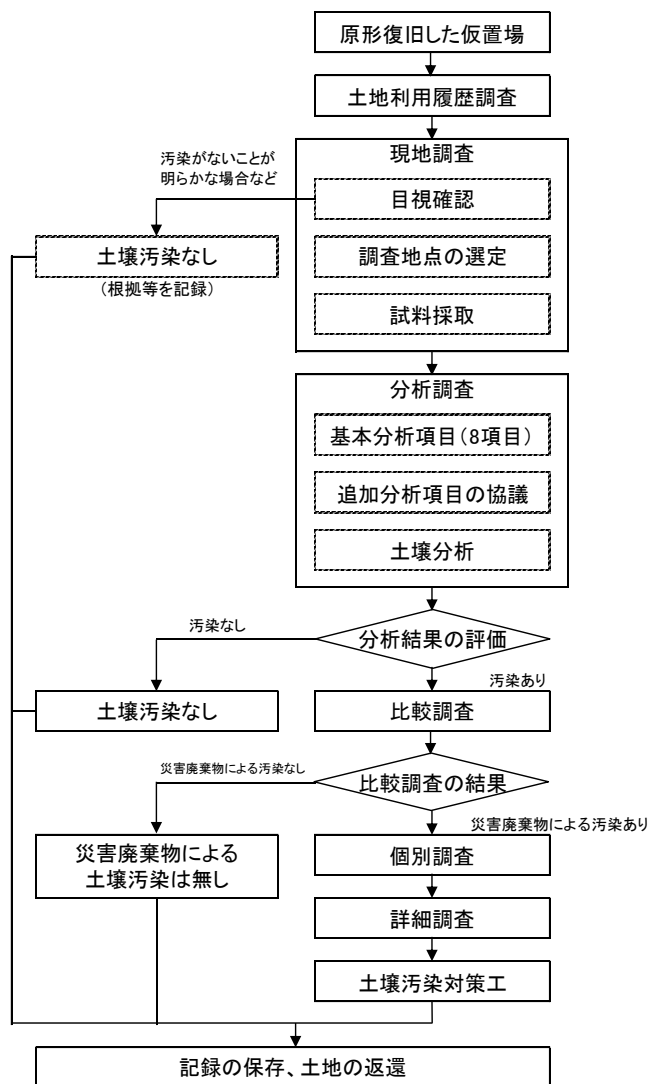 原形復旧した仮置場
土地利用履歴調査
現地調査
汚染がないことが
明らかな場合など
目視確認
土壌汚染なし
(根拠等を記録)
調査地点の選定
試料採取
分析調査
基本分析項目(8項目)
追加分析項目の協議
土壌分析
汚染なし
分析結果の評価
汚染あり
土壌汚染なし
比較調査
災害廃棄物による汚染なし
比較調査の結果
災害廃棄物による汚染あり
災害廃棄物による
土壌汚染は無し
個別調査
詳細調査
土壌汚染対策工
記録の保存、土地の返還